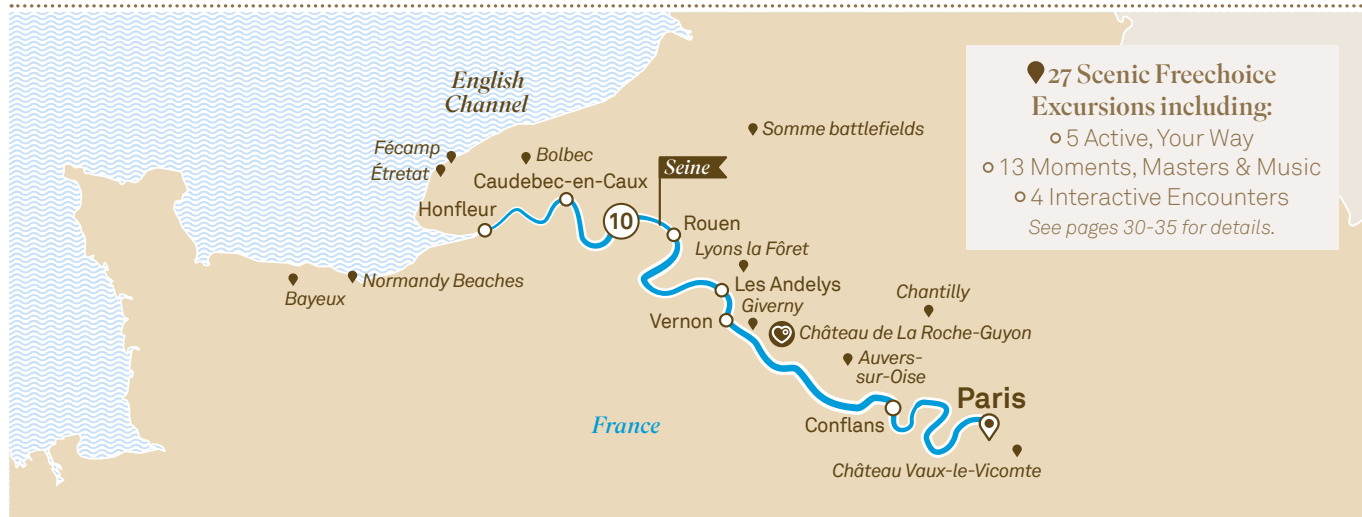 English
Channel
27 Scenic Freechoice
Excursions including:
5 Active, Your Way
13 Moments, Masters & Music
4 Interactive Encounters
See pages 30-35 for details.
Somme battlefields
Fécamp
Étretat
Bolbec
Seine
Caudebec-en-Caux
Honfleur
10
Rouen
Lyons la Fôret
Normandy Beaches
Bayeux
Les Andelys
Giverny
Vernon
Chantilly
Château de La Roche-Guyon
Auvers-
sur-Oise
Paris
Conflans
France
Château Vaux-le-Vicomte